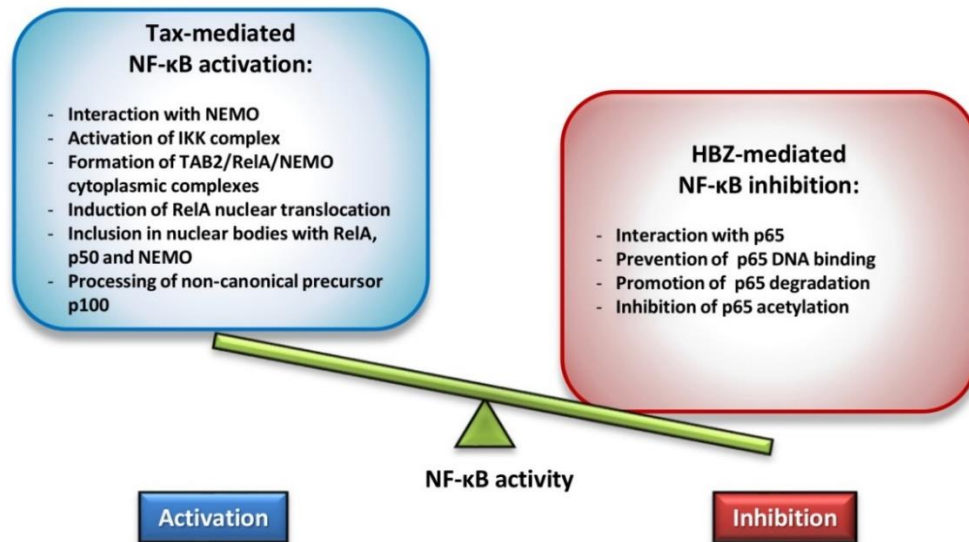 Tax-mediated
NF-κB activation:
- Interaction with NEMO
- Activation of IKK complex
- Formation of TAB2/RelA/NEMO
cytoplasmic complexes
- Induction of RelA nuclear translocation
- Inclusion in nuclear bodies with RelA,
p50 and NEMO
- Processing of non-canonical precursor
p100
HBZ-mediated
NF-κB inhibition:
- Interaction with p65
- Prevention of p65 DNA binding
- Promotion of p65 degradation
- Inhibition of p65 acetylation
NF-κB activity
Activation
Inhibition